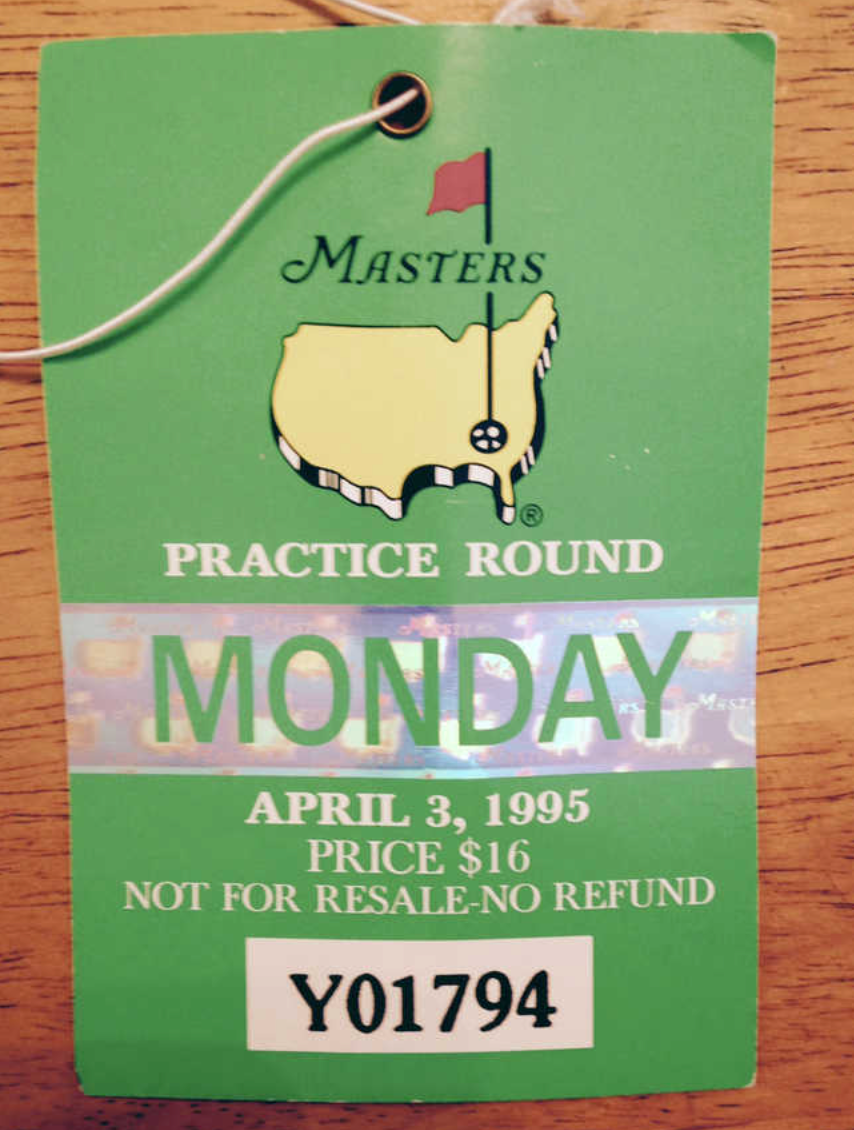 MASTERS
®
PRACTICE ROUND
MONDAY
APRIL 3, 1995
PRICE $16
NOT FOR RESALE-NO REFUND
Y01794